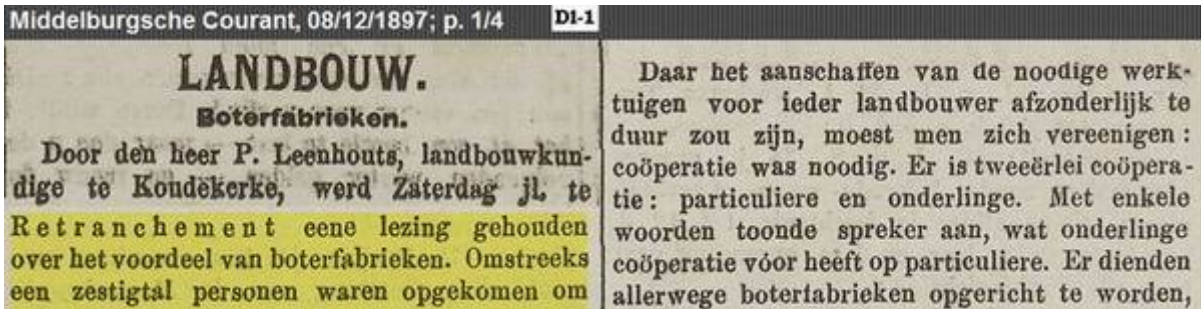 Middelburgsche Courant, 08/12/1897; p. 1/4
DI-1
LANDBOUW.
Boterfabrieken.
Door den heer P. Leenhouts, landbouwkun-
dige te Koudekerke, werd Zaterdag jl. te
Retranchement eene lezing gehouden
over het voordeel van boterfabrieken. Omstreeks
een zestigtal personen waren opgekomen om
Daar het aanschaffen van de noodige werk-
tuigen voor ieder landbouwer afzonderlijk te
duur zou zijn, moest men zich vereenigen:
coöperatie was noodig. Er is tweeërlei coöpera-
tie: particuliere en onderlinge. Met enkele
woorden toonde spreker aan, wat onderlinge
coöperatie vóor heeft op particuliere. Er dienden
allerwege boterfabrieken opgericht te worden,